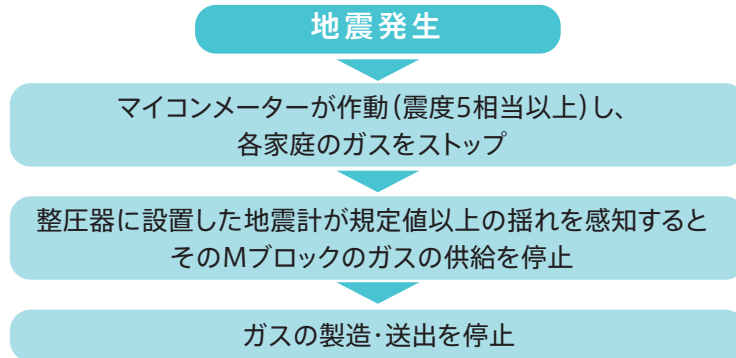 地震発生
マイコンメーターが作動(震度5相当以上)し、
各家庭のガスをストップ
整圧器に設置した地震計が規定値以上の揺れを感知すると
そのMブロックのガスの供給を停止
ガスの製造・送出を停止